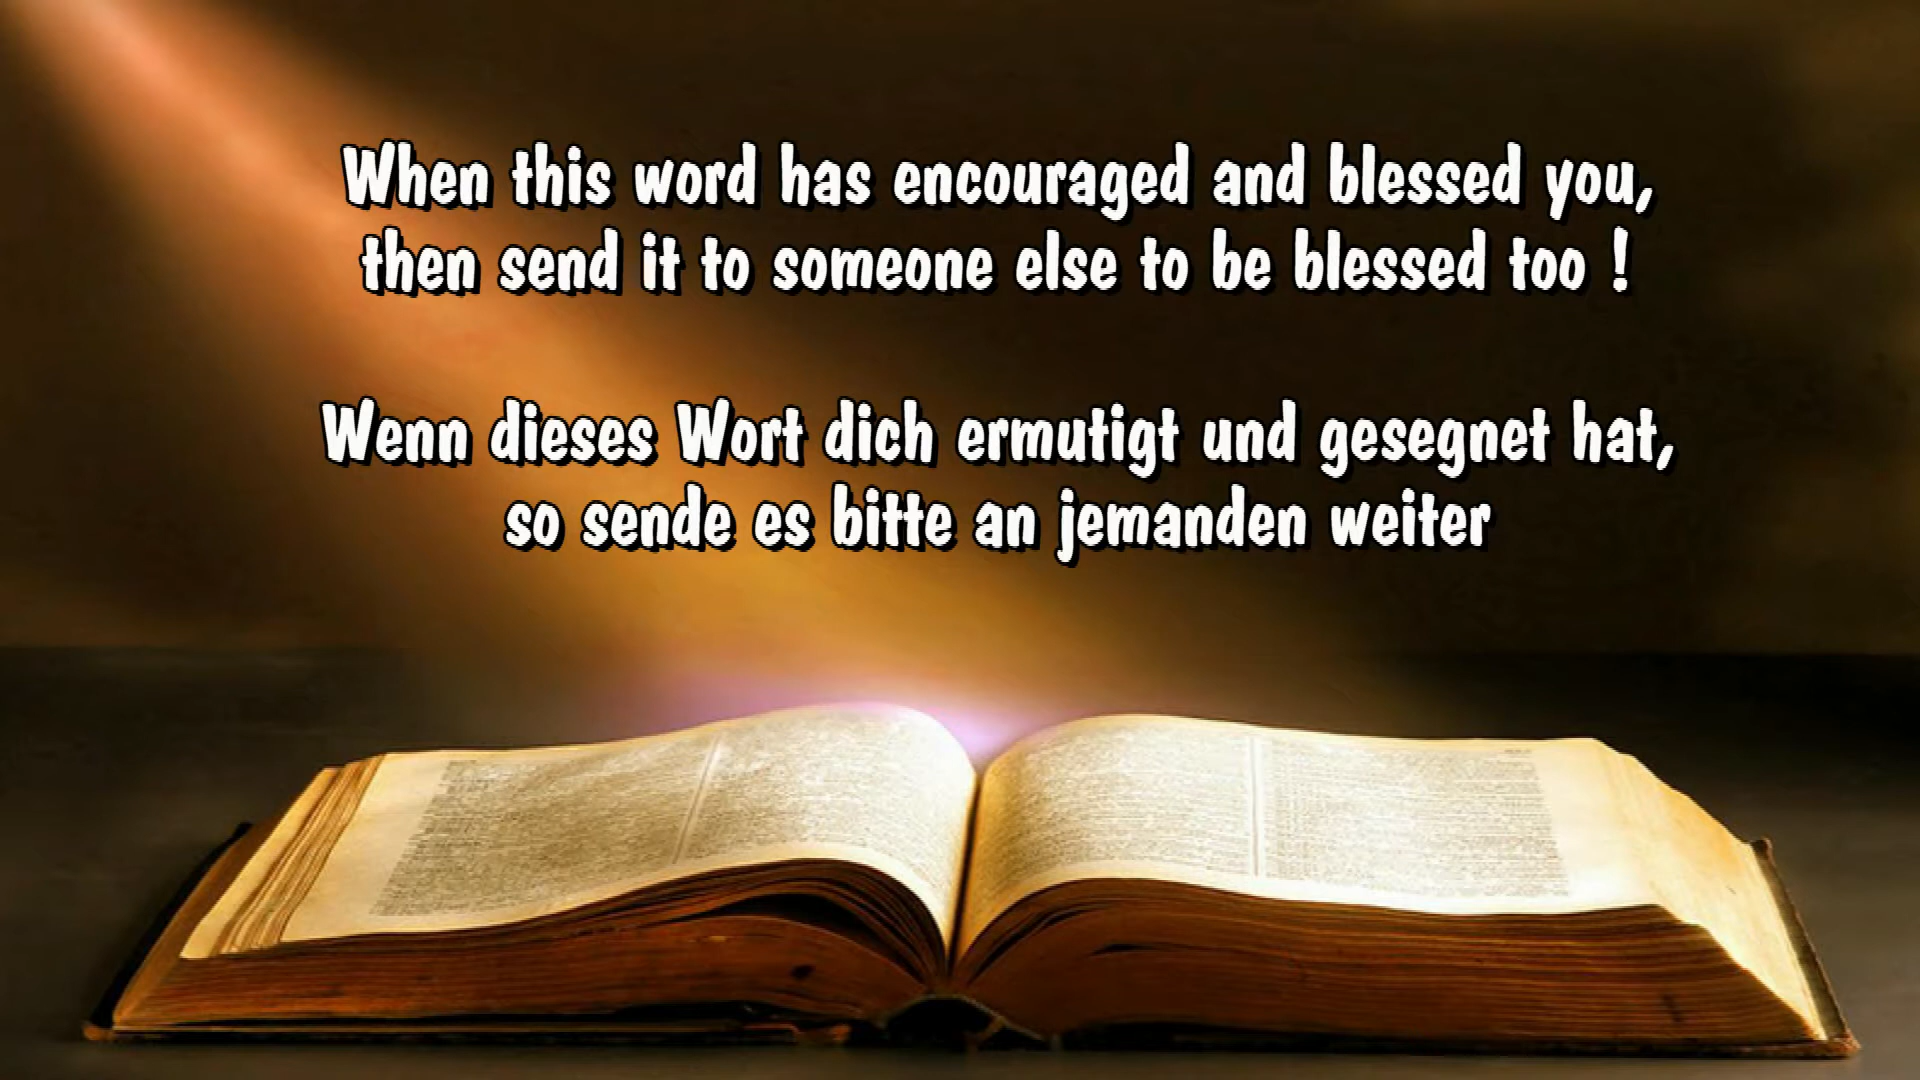 When this word has encouraged and blessed you,
then send it to someone else to be blessed too !
Wenn dieses Wort dich ermutigt und gesegnet hat,
so sende es bitte an jemanden weiter